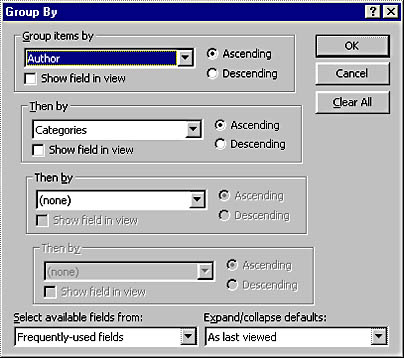 Group By
Group items by
Author
Ascending
Show field in view
Descending
OK
Cancel
Clear All
Then by
Categories
Ascending
Show field in view
Descending
Then by
(none)
Ascending
Show field in view
Descending
Then by
(none)
Ascending
Show field in view
Descending
Select available fields from:
Expand/collapse defaults:
Frequently-used fields
As last viewed